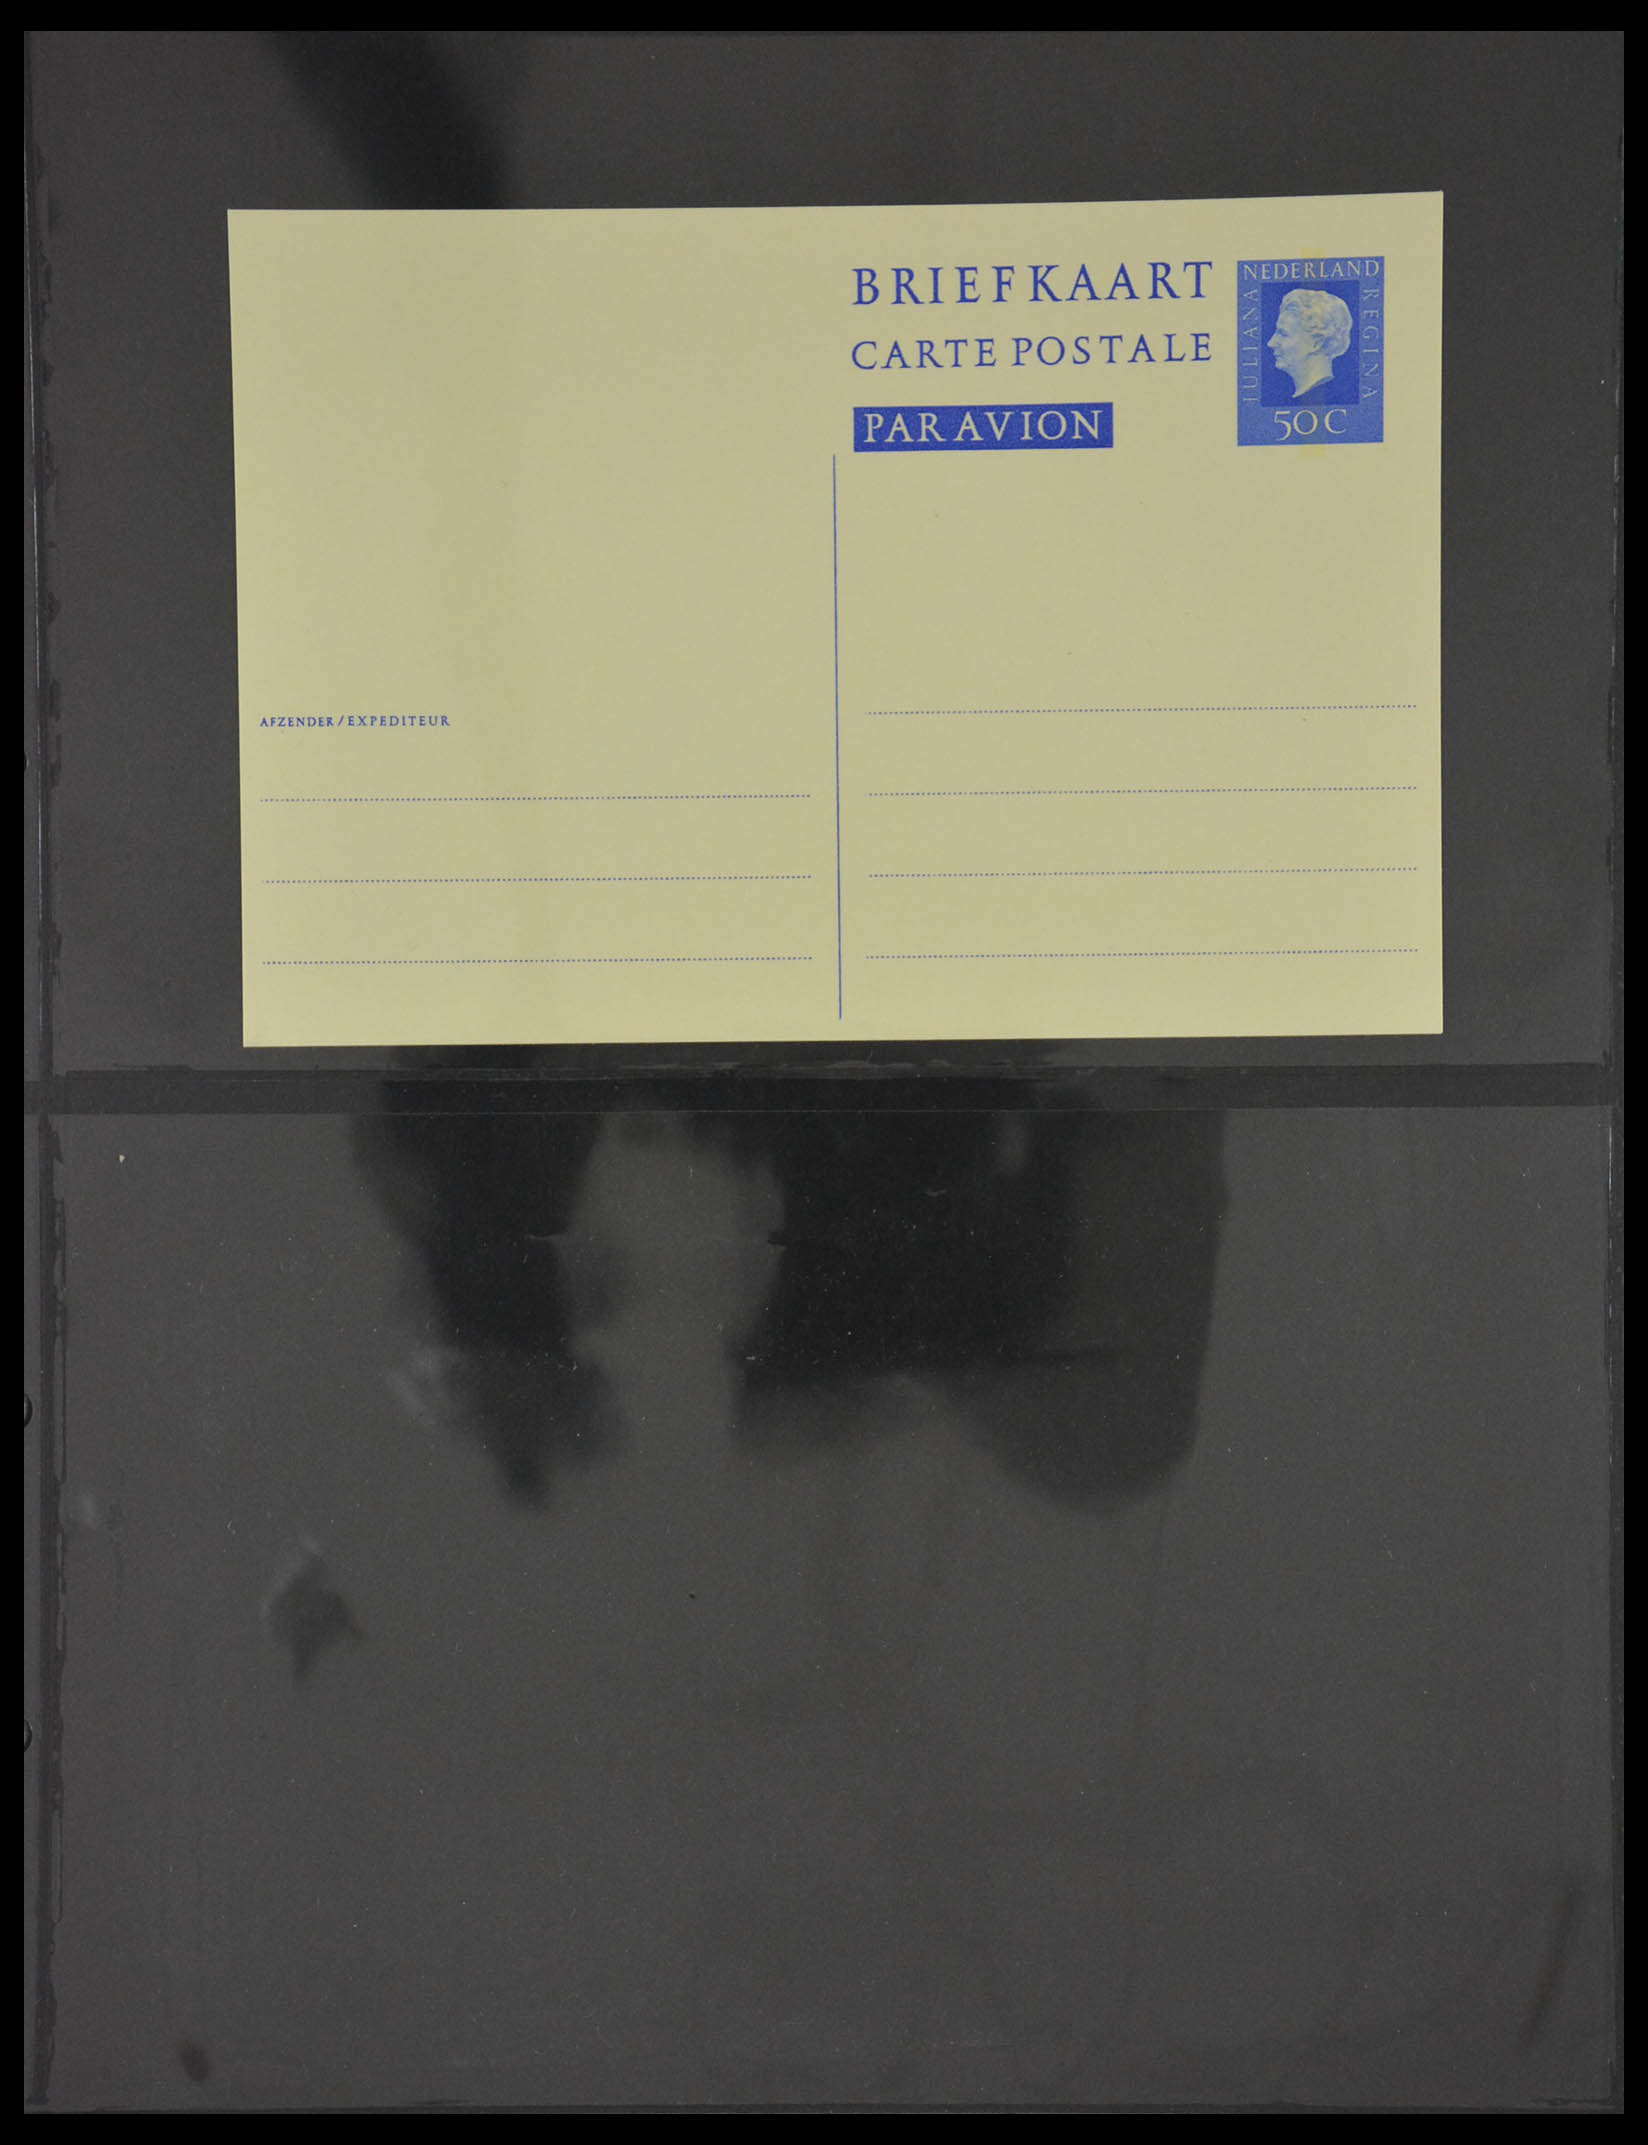 BRIEFKAART
CARTE POSTALE
PAR AVION
NEDERLAND
JULIANA
REGINA
50 C
AFZENDER / EXPEDITEUR